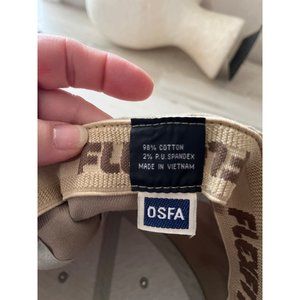 98% COTTON
2% P.U. SPANDEX
MADE IN VIETNAM
OSFA